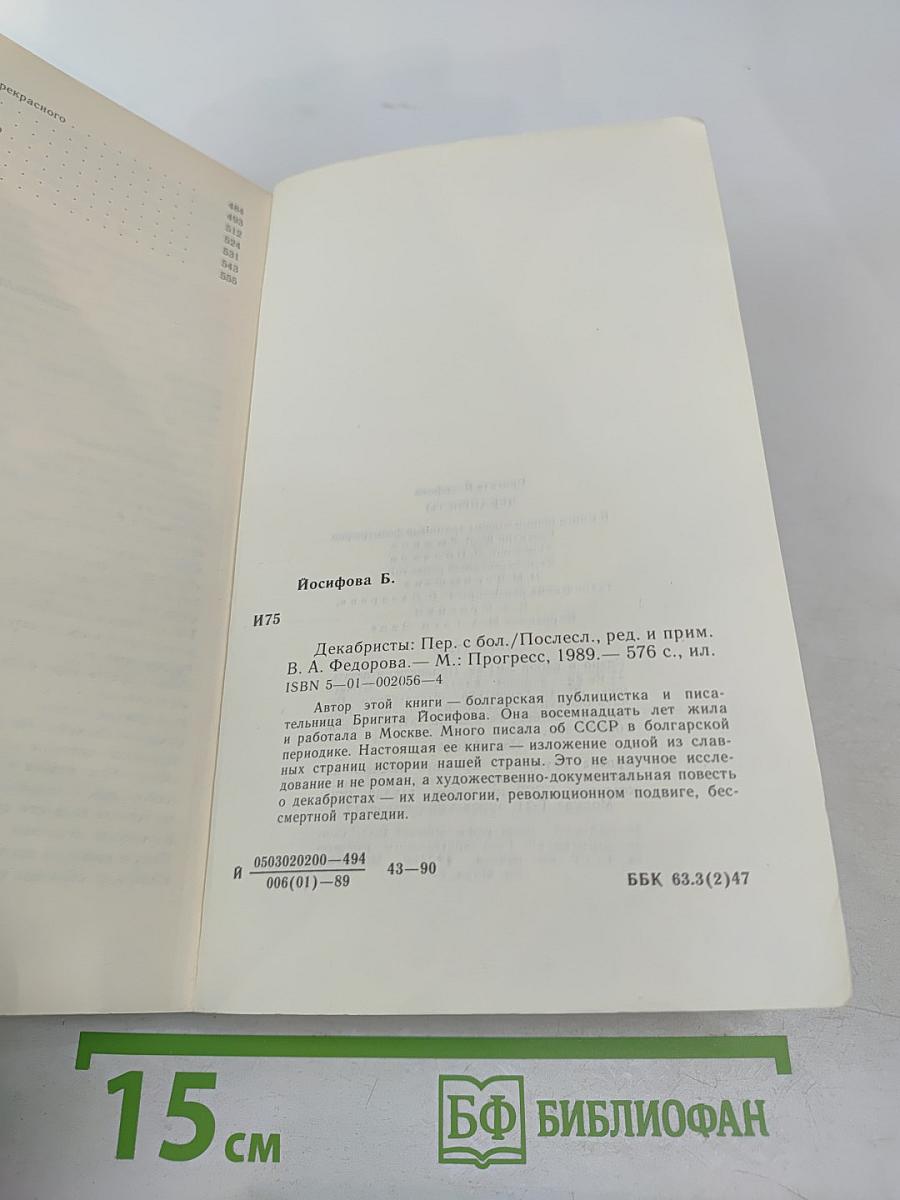 рекрасного
484
493
512
524
531
543
555
Йосифова Б.
И75
Декабристы: Пер. с бол./Послесл., ред. и прим.
В. А. Федорова.— М.: Прогресс, 1989.— 576 с., ил.
ISBN 5—01—002056—4
Автор этой книги — болгарская публицистка и писа-
тельница Бригита Йосифова. Она восемнадцать лет жила
и работала в Москве. Много писала об СССР в болгарской
периодике. Настоящая ее книга — изложение одной из слав-
ных страниц истории нашей страны. Это не научное иссле-
дование и не роман, а художественно-документальная повесть
о декабристах — их идеологии, революционном подвиге, бес-
смертной трагедии.
Й 0503020200—494 43—90
006(01)—89
ББК 63.3(2)47
15 см
БФ БИБЛИОФАН